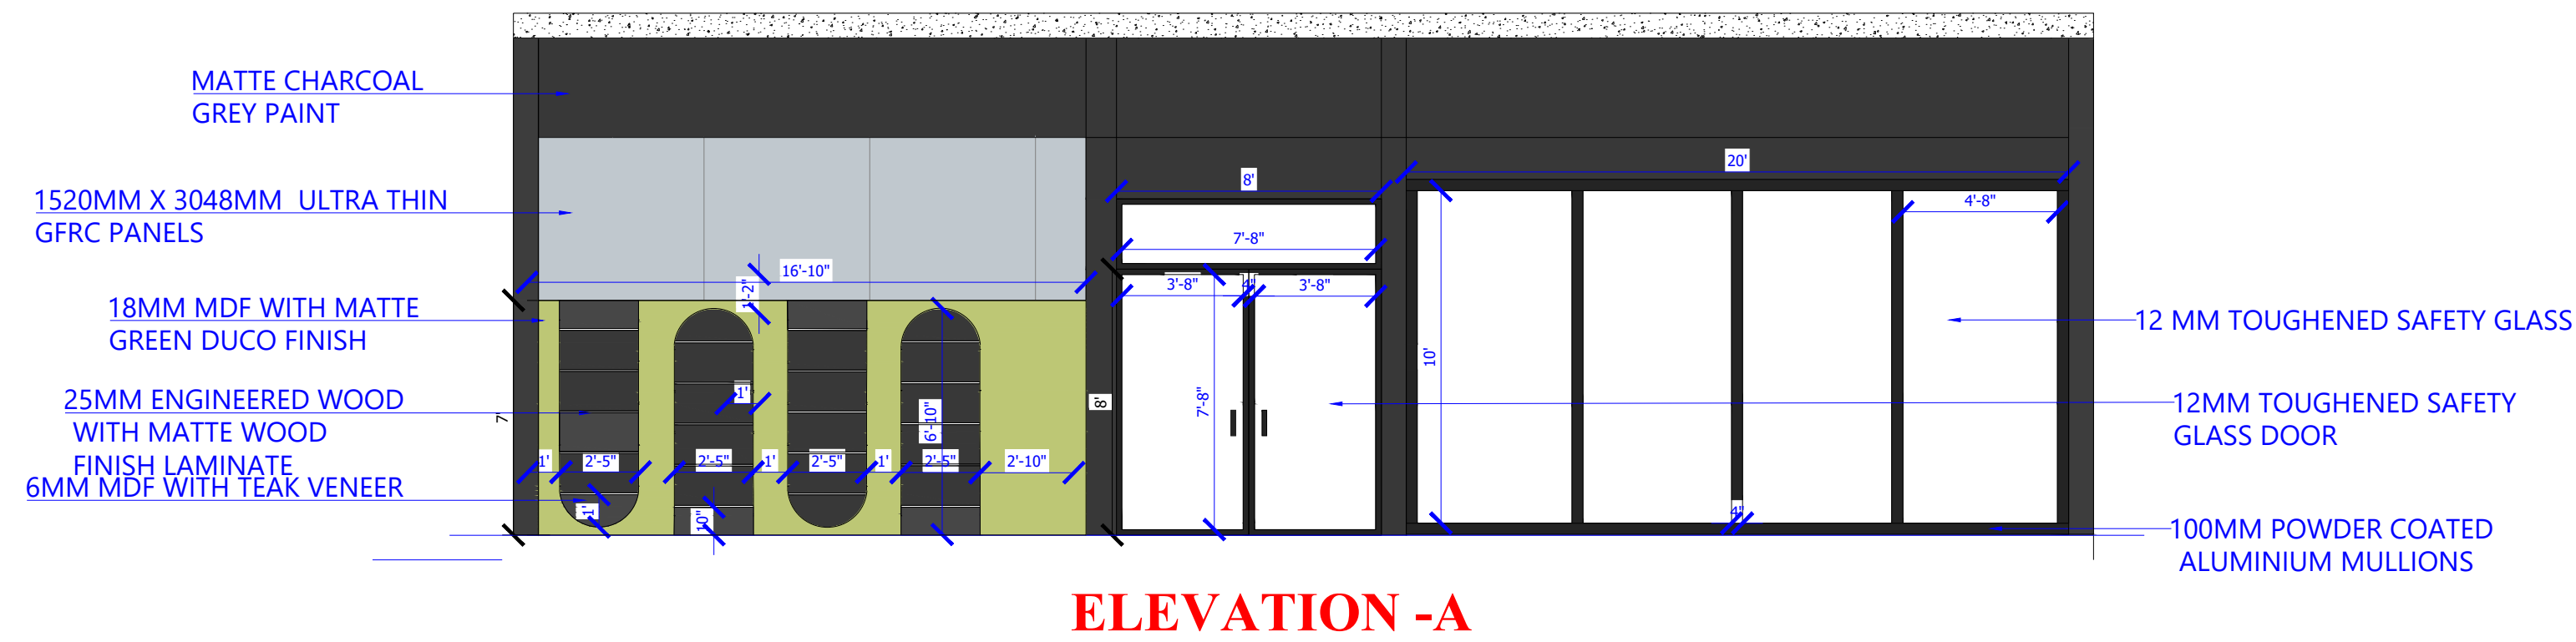 MATTE CHARCOAL
GREY PAINT
1520MM X 3048MM  ULTRA THIN
GFRC PANELS
18MM MDF WITH MATTE
GREEN DUCO FINISH
25MM ENGINEERED WOOD
WITH MATTE WOOD
FINISH LAMINATE
6MM MDF WITH TEAK VENEER
7'
16'-10"
1'-2"
1'
6'-10"
1'
2'-5"
2'-5"
1'
2'-5"
1'
2'-5"
2'-10"
1'
10"
8'
8'
7'-8"
3'-8"
4"
3'-8"
7'-8"
20'
4'-8"
10'
4"
12 MM TOUGHENED SAFETY GLASS
12MM TOUGHENED SAFETY
GLASS DOOR
100MM POWDER COATED
ALUMINIUM MULLIONS
ELEVATION -A